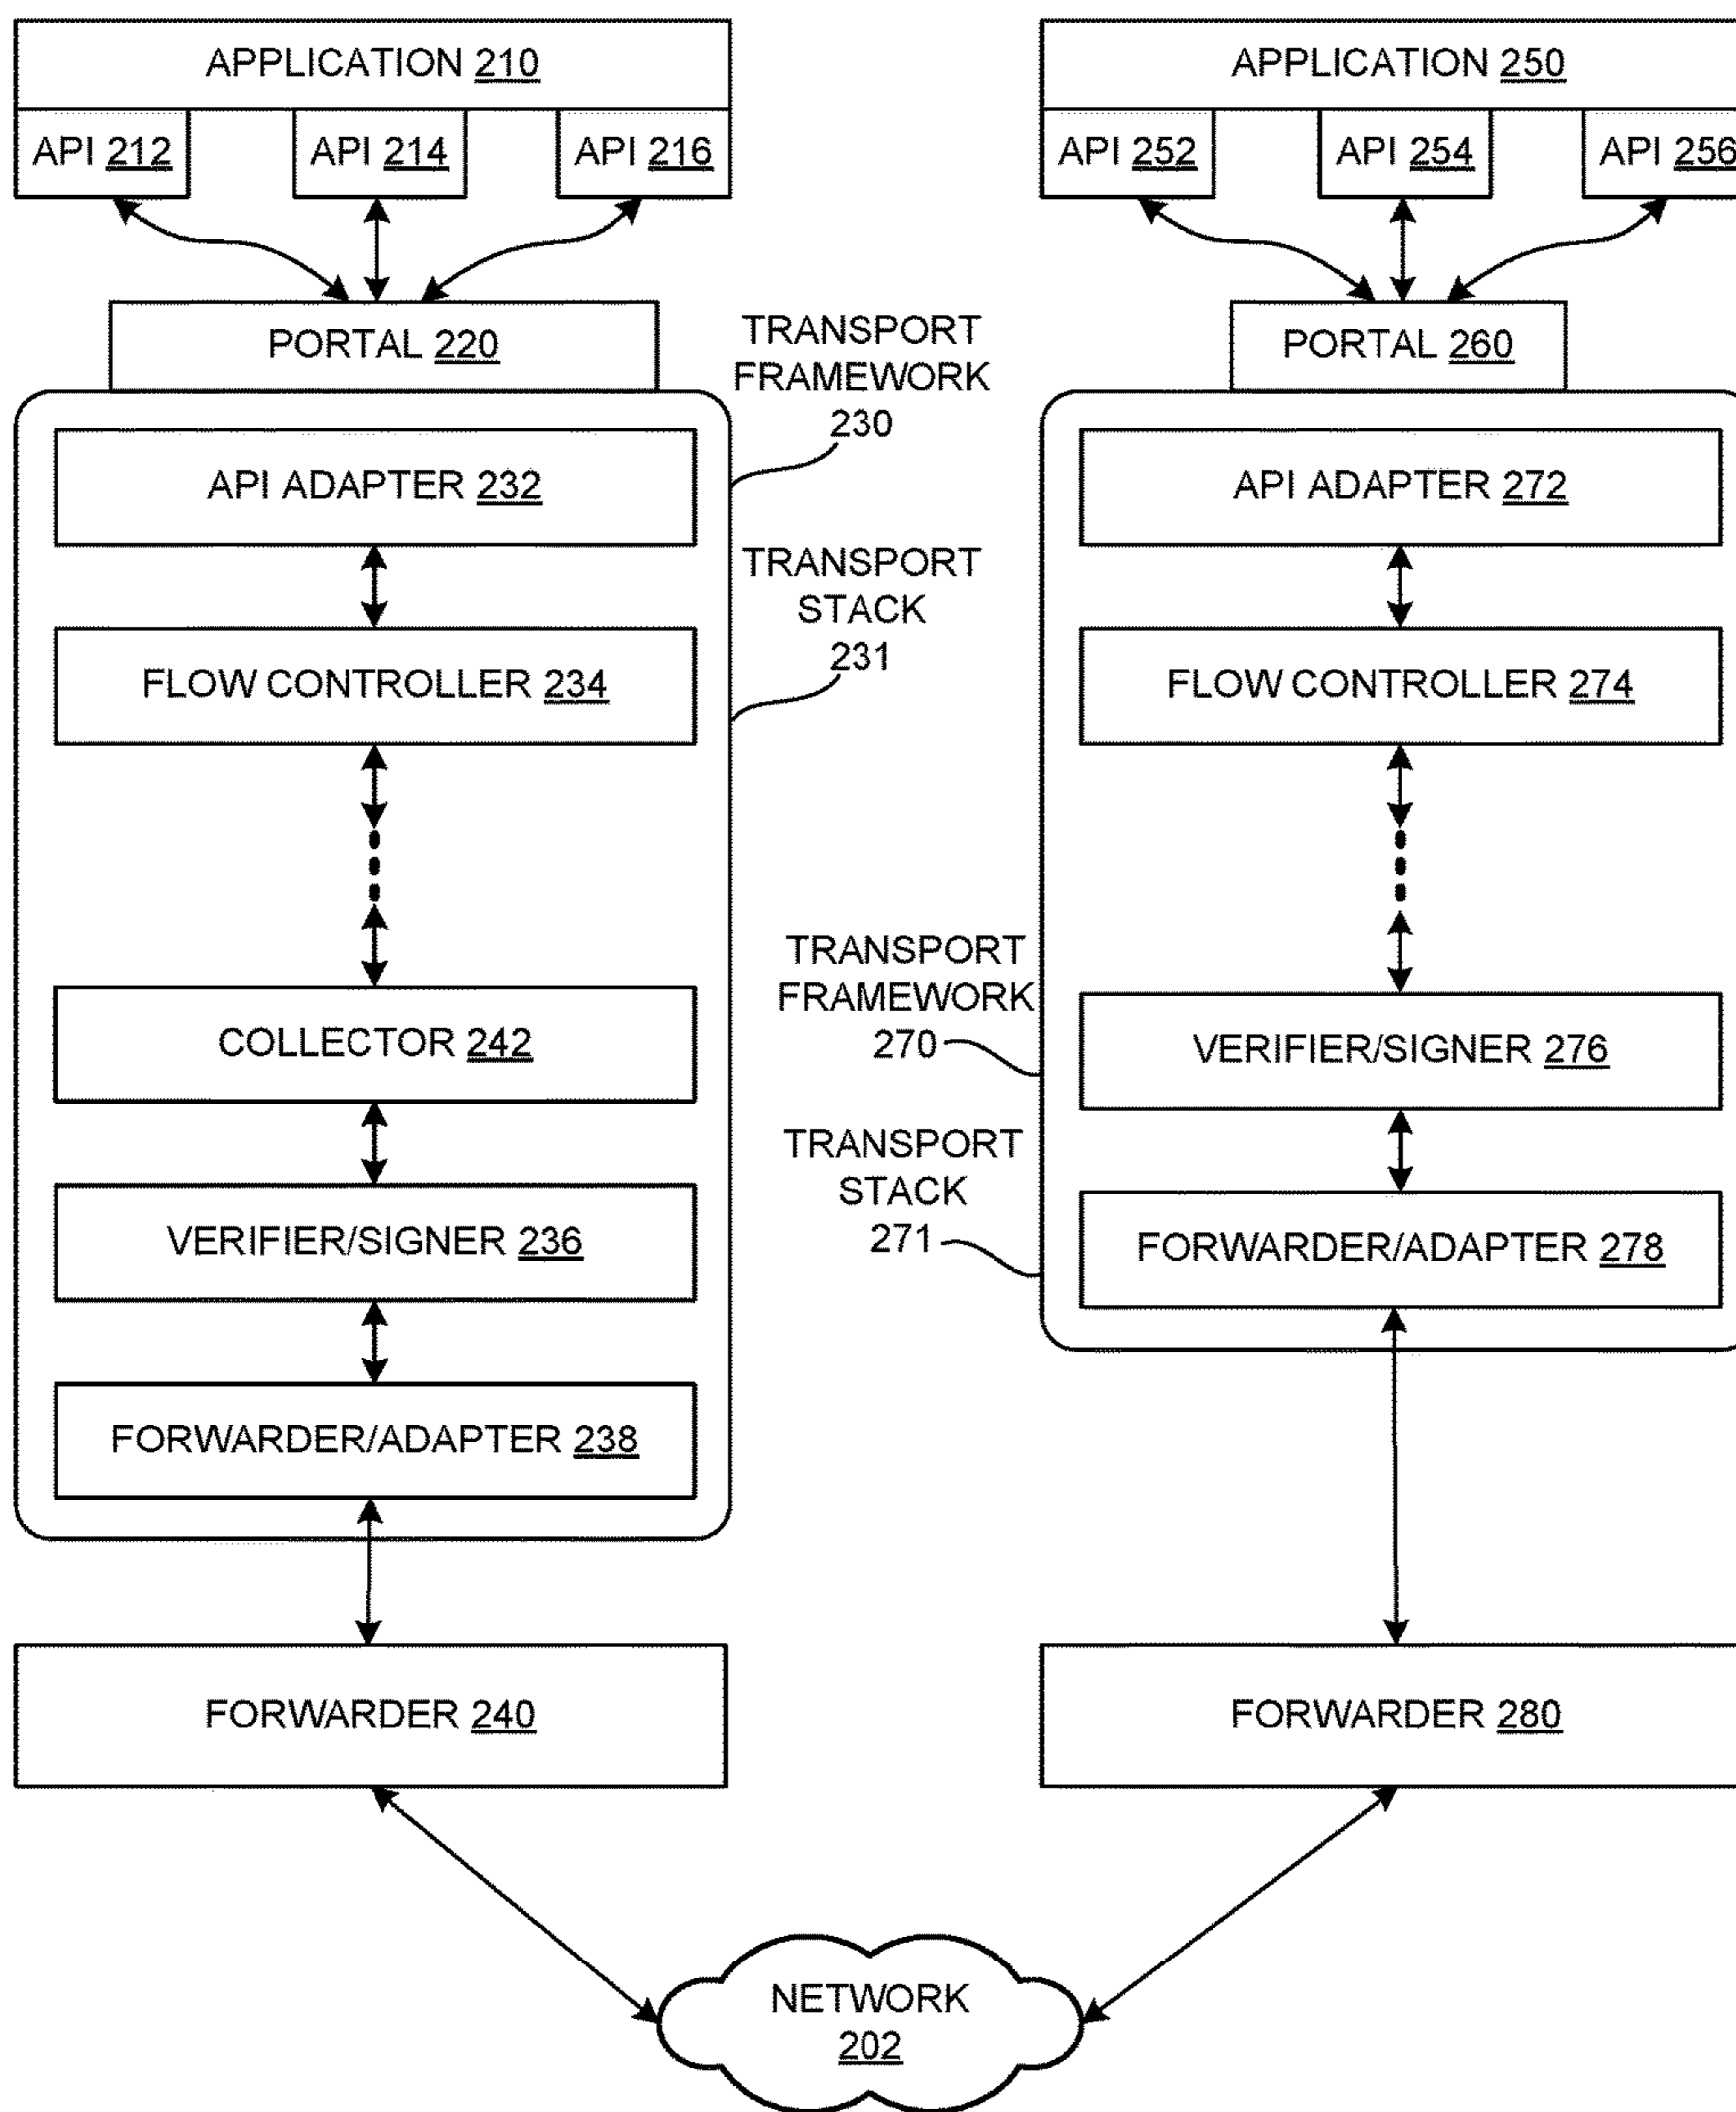 APPLICATION 210
API 212
API 214
API 216
PORTAL 220
TRANSPORT
FRAMEWORK
230
API ADAPTER 232
TRANSPORT
STACK
231
FLOW CONTROLLER 234
COLLECTOR 242
VERIFIER/SIGNER 236
FORWARDER/ADAPTER 238
FORWARDER 240
APPLICATION 250
API 252
API 254
API 256
PORTAL 260
API ADAPTER 272
FLOW CONTROLLER 274
TRANSPORT
FRAMEWORK
270
VERIFIER/SIGNER 276
TRANSPORT
STACK
271
FORWARDER/ADAPTER 278
FORWARDER 280
NETWORK
202